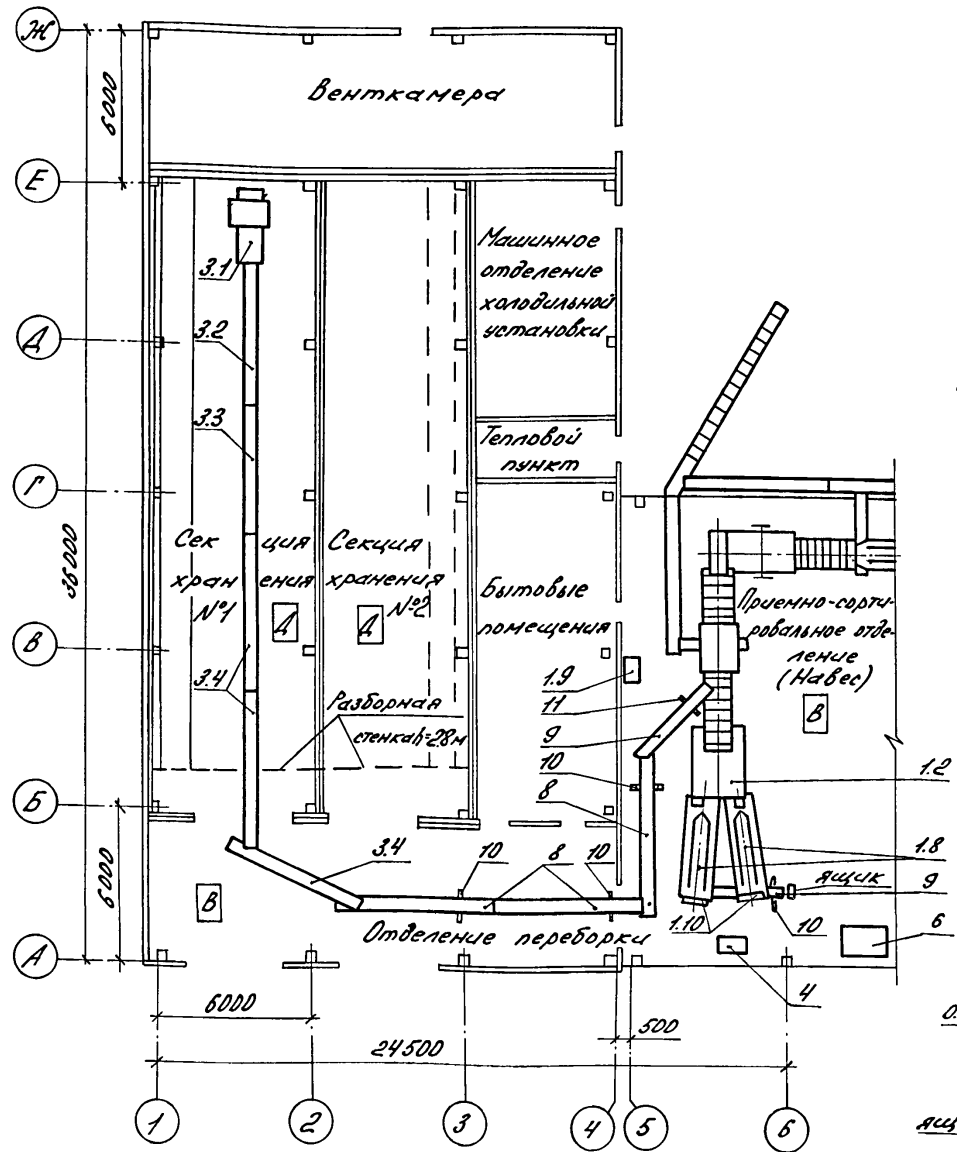 Ж
6000
Венткамера
Е
3.1
Машинное
отделение
холодильной
установки
3.2
Д
3.3
36000
Тепловой
пункт
Г
Сек ция
хран ения
№1
Д
Секция
хранения
№2
Д
Бытовые
помещения
Приемно-сорти-
ровальное отде-
ление
(Навес)
В
В
3.4
1.9
11
9
10
8
Разборная
стенка h=2.8м
1.2
Б
6000
3.4
10
8
10
1.8
ящик
9
В
1.10
10
6
Отделение переборки
А
4
6000
500
24500
1
2
3
4
5
6